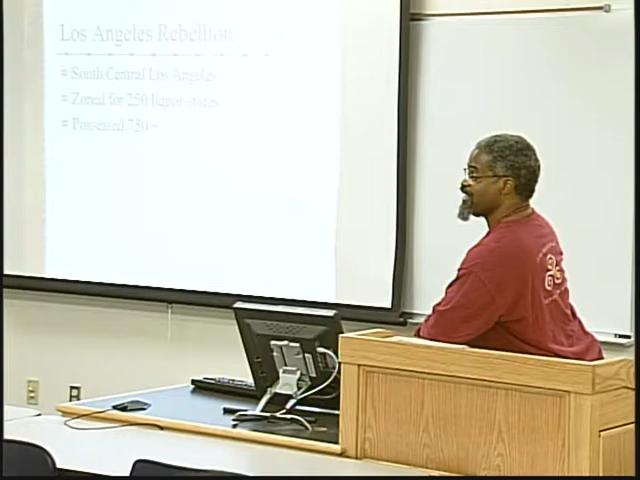 Los Angeles Rebellion
South Central Los Angeles
Zoned for 250 liquor stores
Possessed 750 +